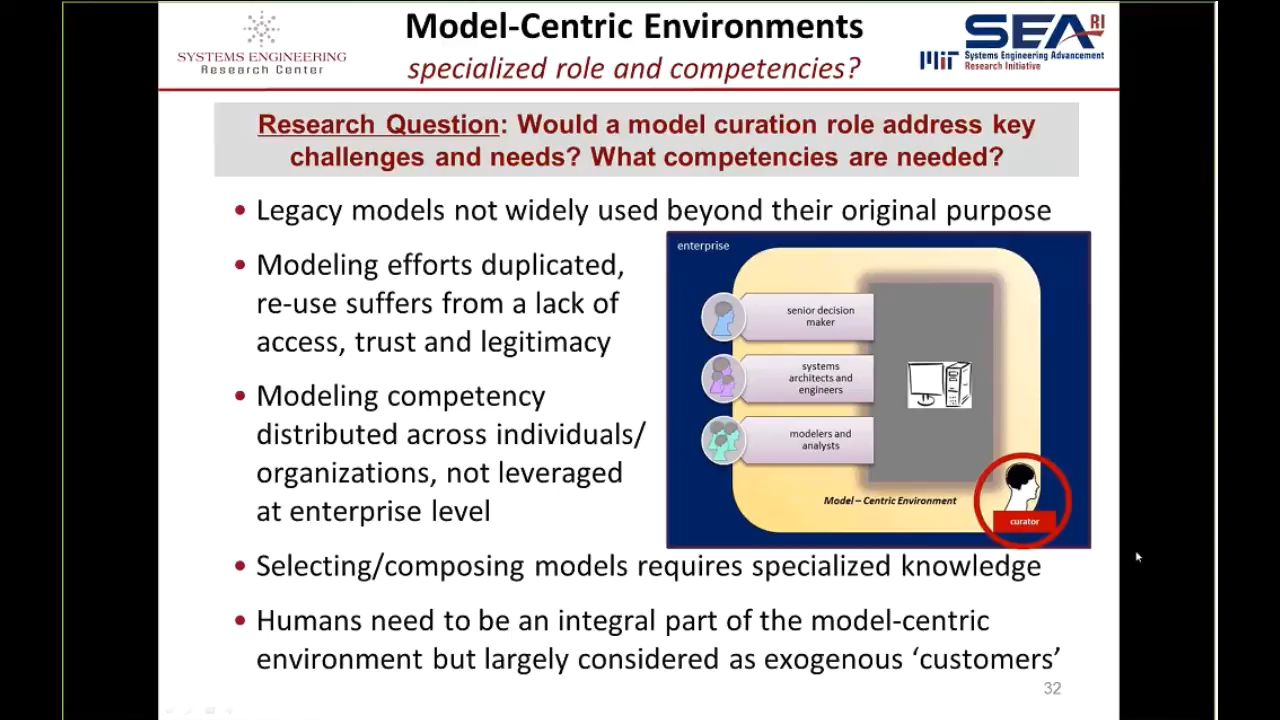 Model-Centric Environments
specialized role and competencies?
SYSTEMS ENGINEERING
Research Center
SEARI
MIT
Systems Engineering Advancement
Research Initiative
Research Question: Would a model curation role address key
challenges and needs? What competencies are needed?
• Legacy models not widely used beyond their original purpose
• Modeling efforts duplicated,
re-use suffers from a lack of
access, trust and legitimacy
• Modeling competency
distributed across individuals/
organizations, not leveraged
at enterprise level
enterprise
senior decision
maker
systems
architects and
engineers
modelers and
analysts
Model – Centric Environment
curator
• Selecting/composing models requires specialized knowledge
• Humans need to be an integral part of the model-centric
environment but largely considered as exogenous ‘customers’
32